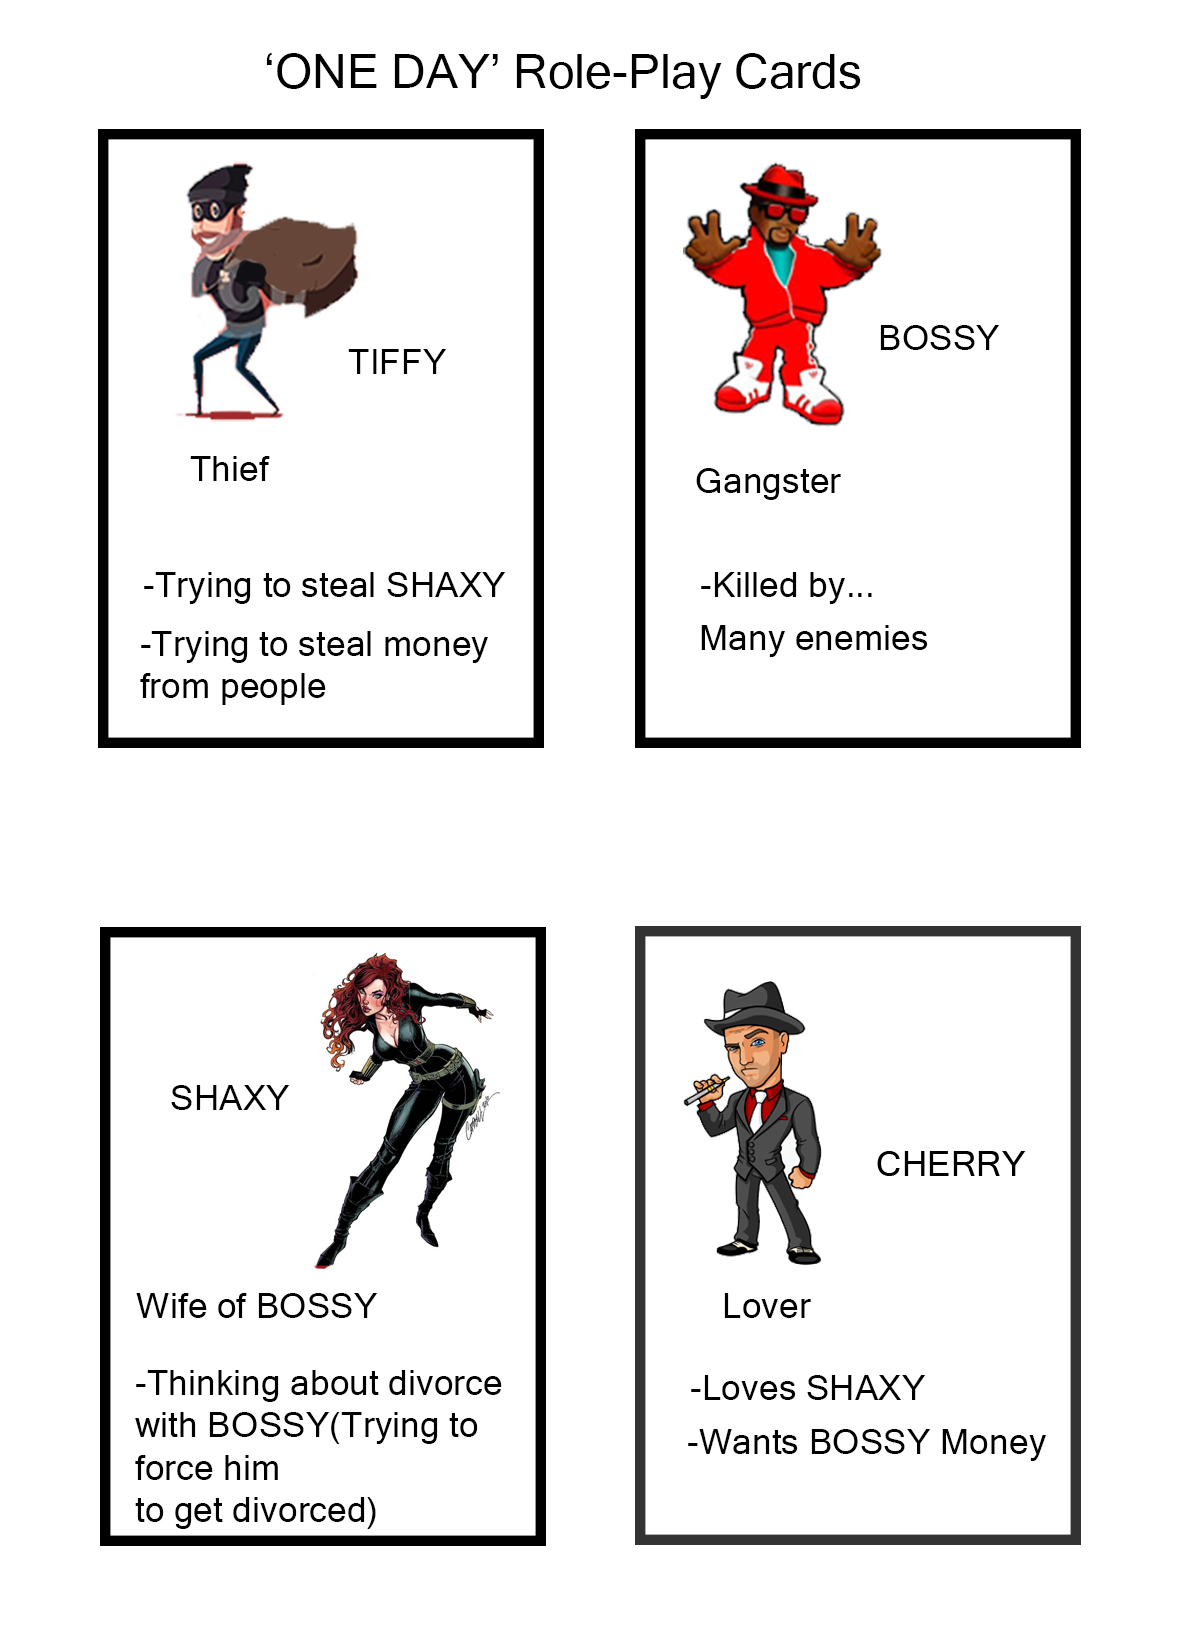 ‘ONE DAY’ Role-Play Cards
TIFFY
Thief
-Trying to steal SHAXY
-Trying to steal money
from people
BOSSY
Gangster
-Killed by...
Many enemies
SHAXY
Wife of BOSSY
-Thinking about divorce
with BOSSY(Trying to
force him
to get divorced)
CHERRY
Lover
-Loves SHAXY
-Wants BOSSY Money